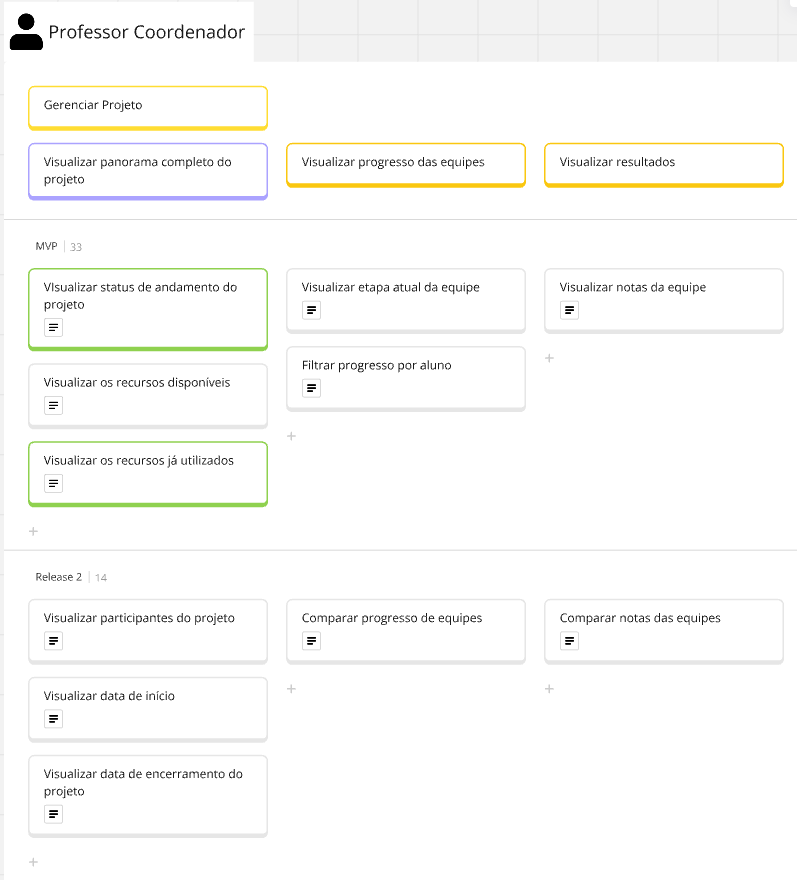 Professor Coordenador
Gerenciar Projeto
Visualizar panorama completo do
projeto
Visualizar progresso das equipes
Visualizar resultados
MVP 33
VIsualizar status de andamento do
projeto
Visualizar etapa atual da equipe
Visualizar notas da equipe
Filtrar progresso por aluno
Visualizar os recursos disponíveis
Visualizar os recursos já utilizados
Release 2 14
Visualizar participantes do projeto
Comparar progresso de equipes
Comparar notas das equipes
Visualizar data de início
Visualizar data de encerramento do
projeto